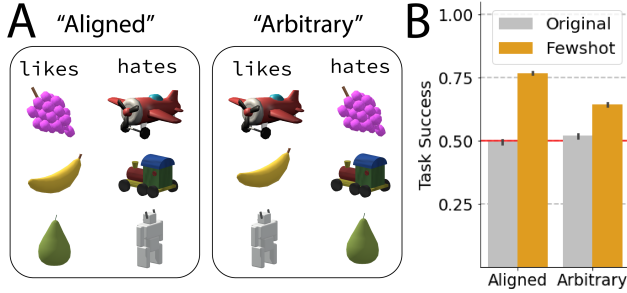 A
“Aligned”
likes
hates
“Arbitrary”
likes
hates
B
Original
Fewshot
Task Success
1.00
0.75
0.50
0.25
Aligned
Arbitrary